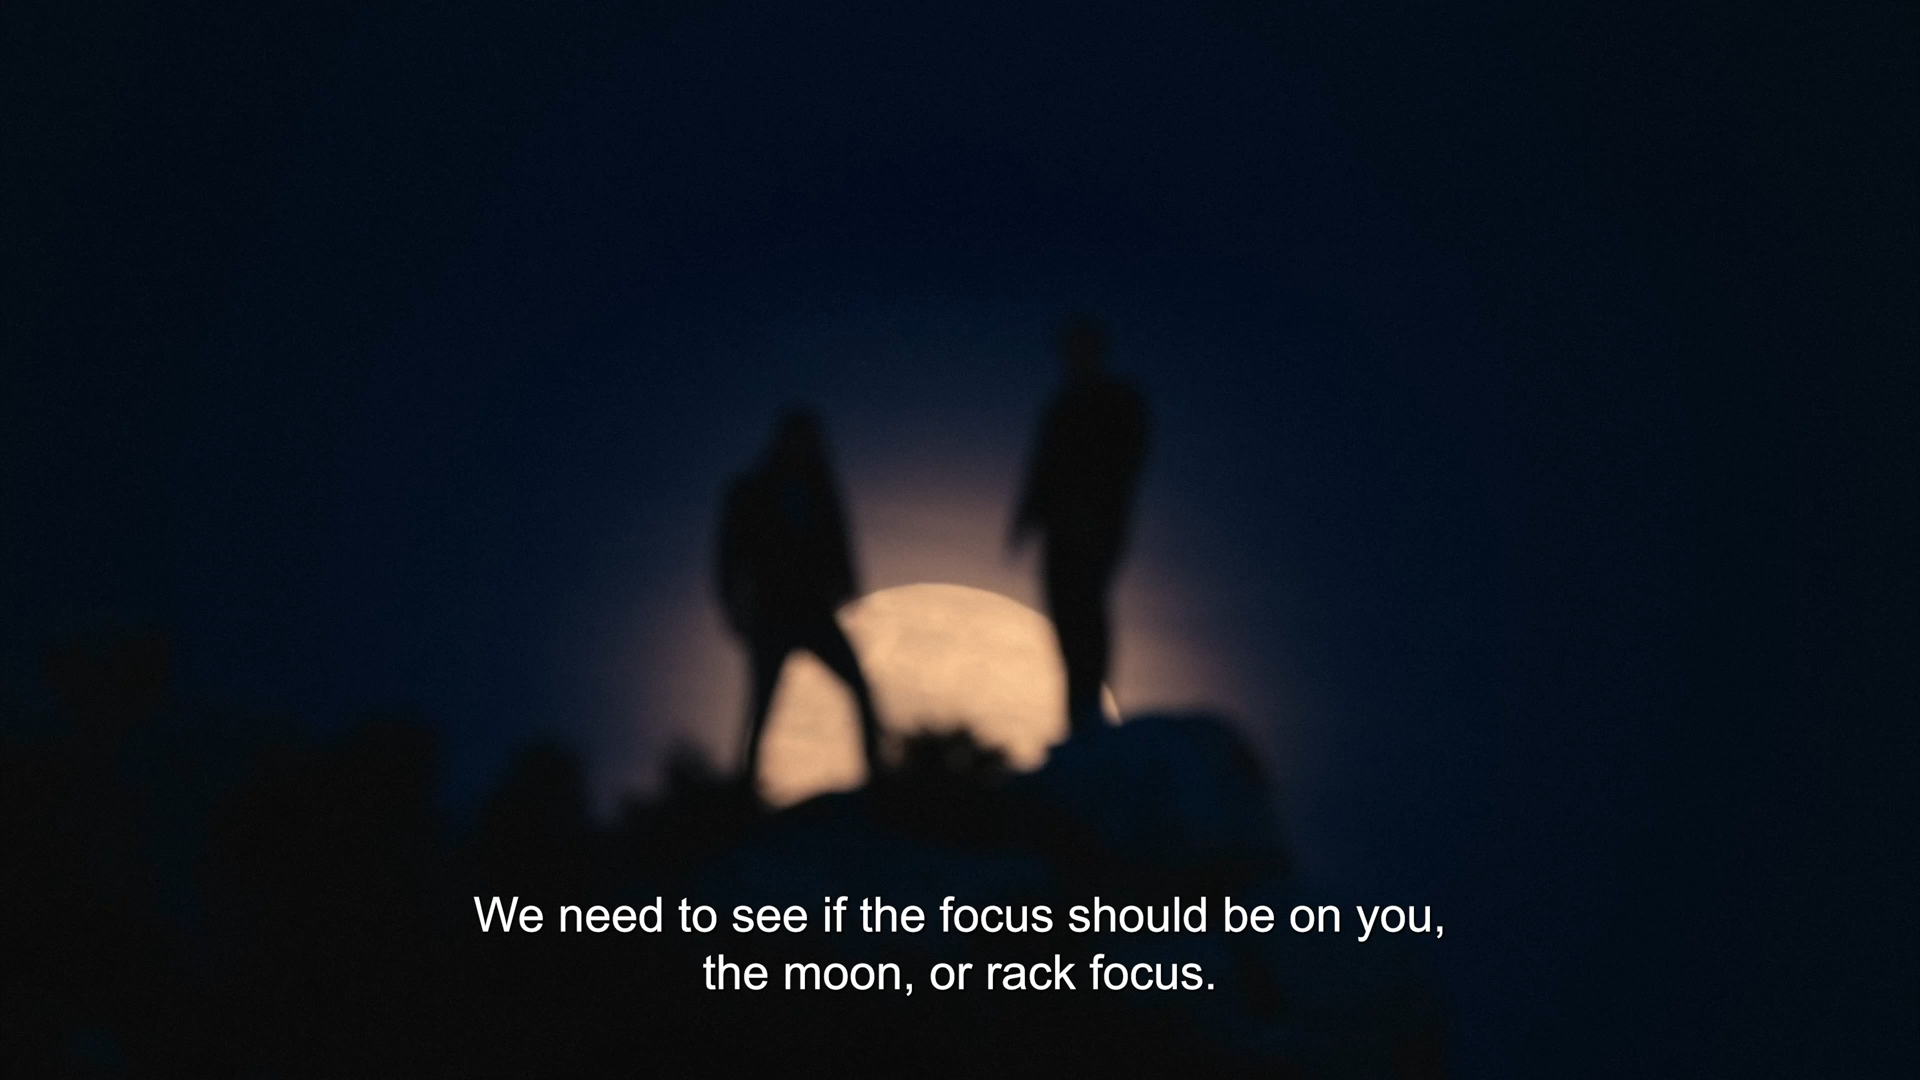 We need to see if the focus should be on you,
the moon, or rack focus.